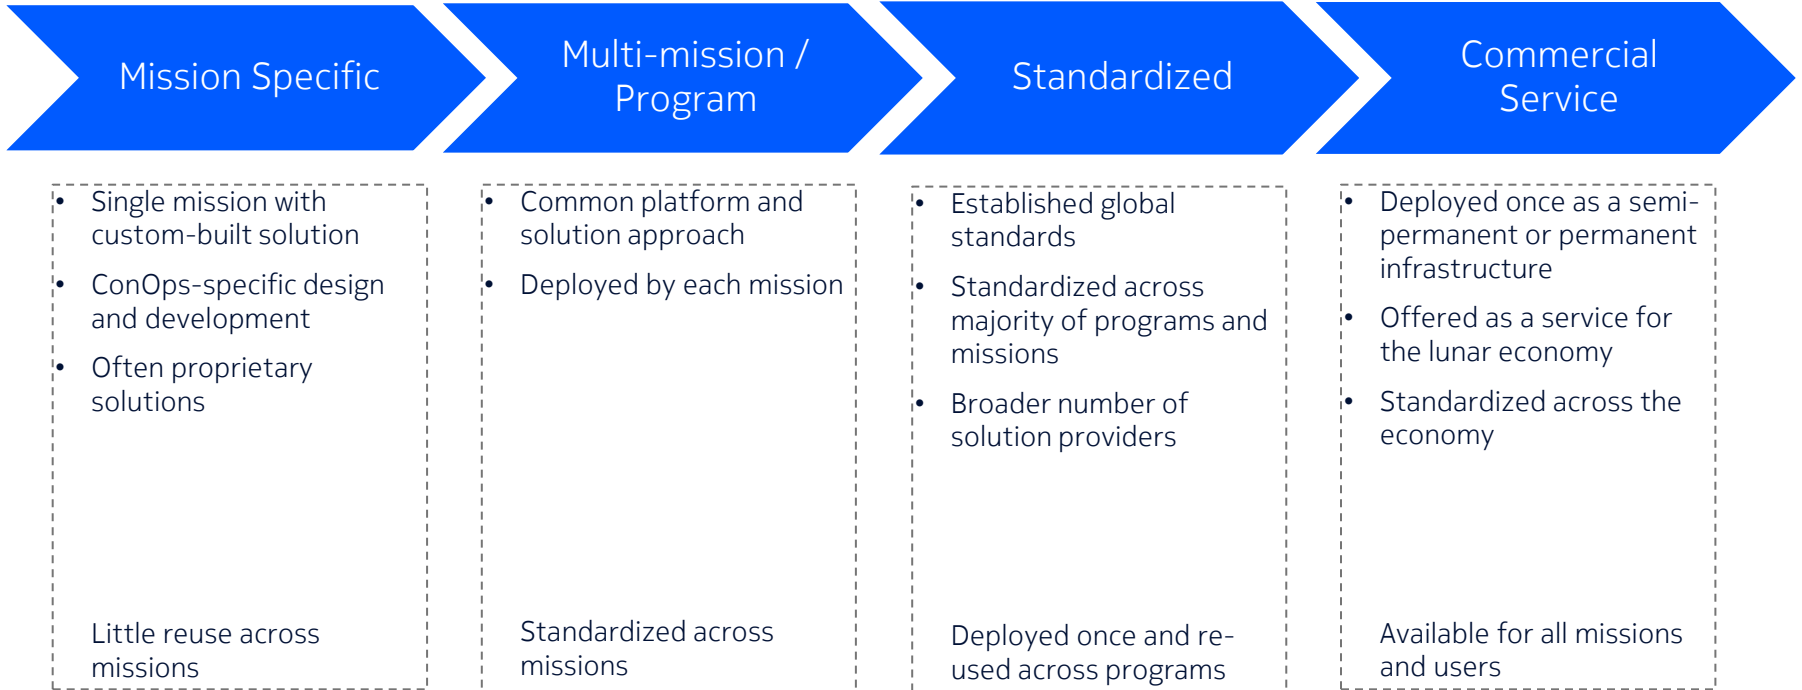 Mission Specific
Multi-mission /
Program
Standardized
Commercial
Service
• Single mission with
custom-built solution
• ConOps-specific design
and development
• Often proprietary
solutions
Little reuse across
missions
• Common platform and
solution approach
• Deployed by each mission
Standardized across
missions
• Established global
standards
• Standardized across
majority of programs and
missions
• Broader number of
solution providers
Deployed once and re-
used across programs
• Deployed once as a semi-
permanent or permanent
infrastructure
• Offered as a service for
the lunar economy
• Standardized across the
economy
Available for all missions
and users